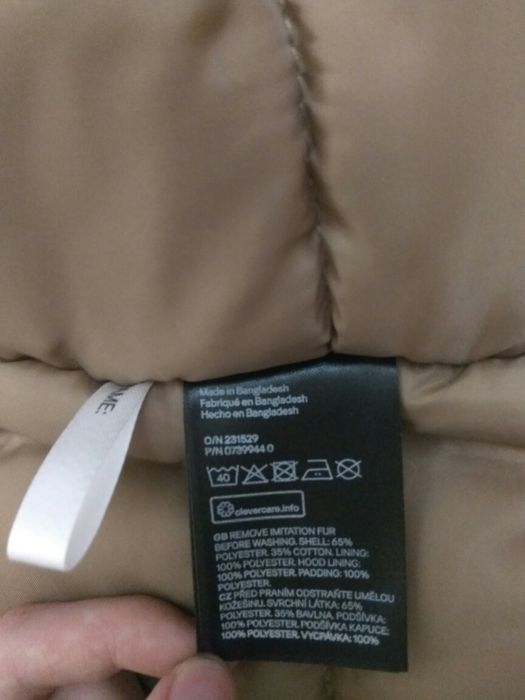 NAME:
Made in Bangladesh
Fabriqué en Bangladesh
Hecho en Bangladesh
O/N 231529
P/N 0739944 0
40
clevercare.info
GB REMOVE IMITATION FUR
BEFORE WASHING. SHELL: 65%
POLYESTER. 35% COTTON. LINING:
100% POLYESTER. HOOD LINING:
100% POLYESTER. PADDING: 100%
POLYESTER.
CZ PŘED PRANÍM ODSTRAŇTE UMĚLOU
KOŽEŠINU. SVRCHNÍ LÁTKA: 65%
POLYESTER. 35% BAVLNA. PODŠÍVKA:
100% POLYESTER. PODŠÍVKA KAPUCE:
100% POLYESTER. VYCPÁVKA: 100%